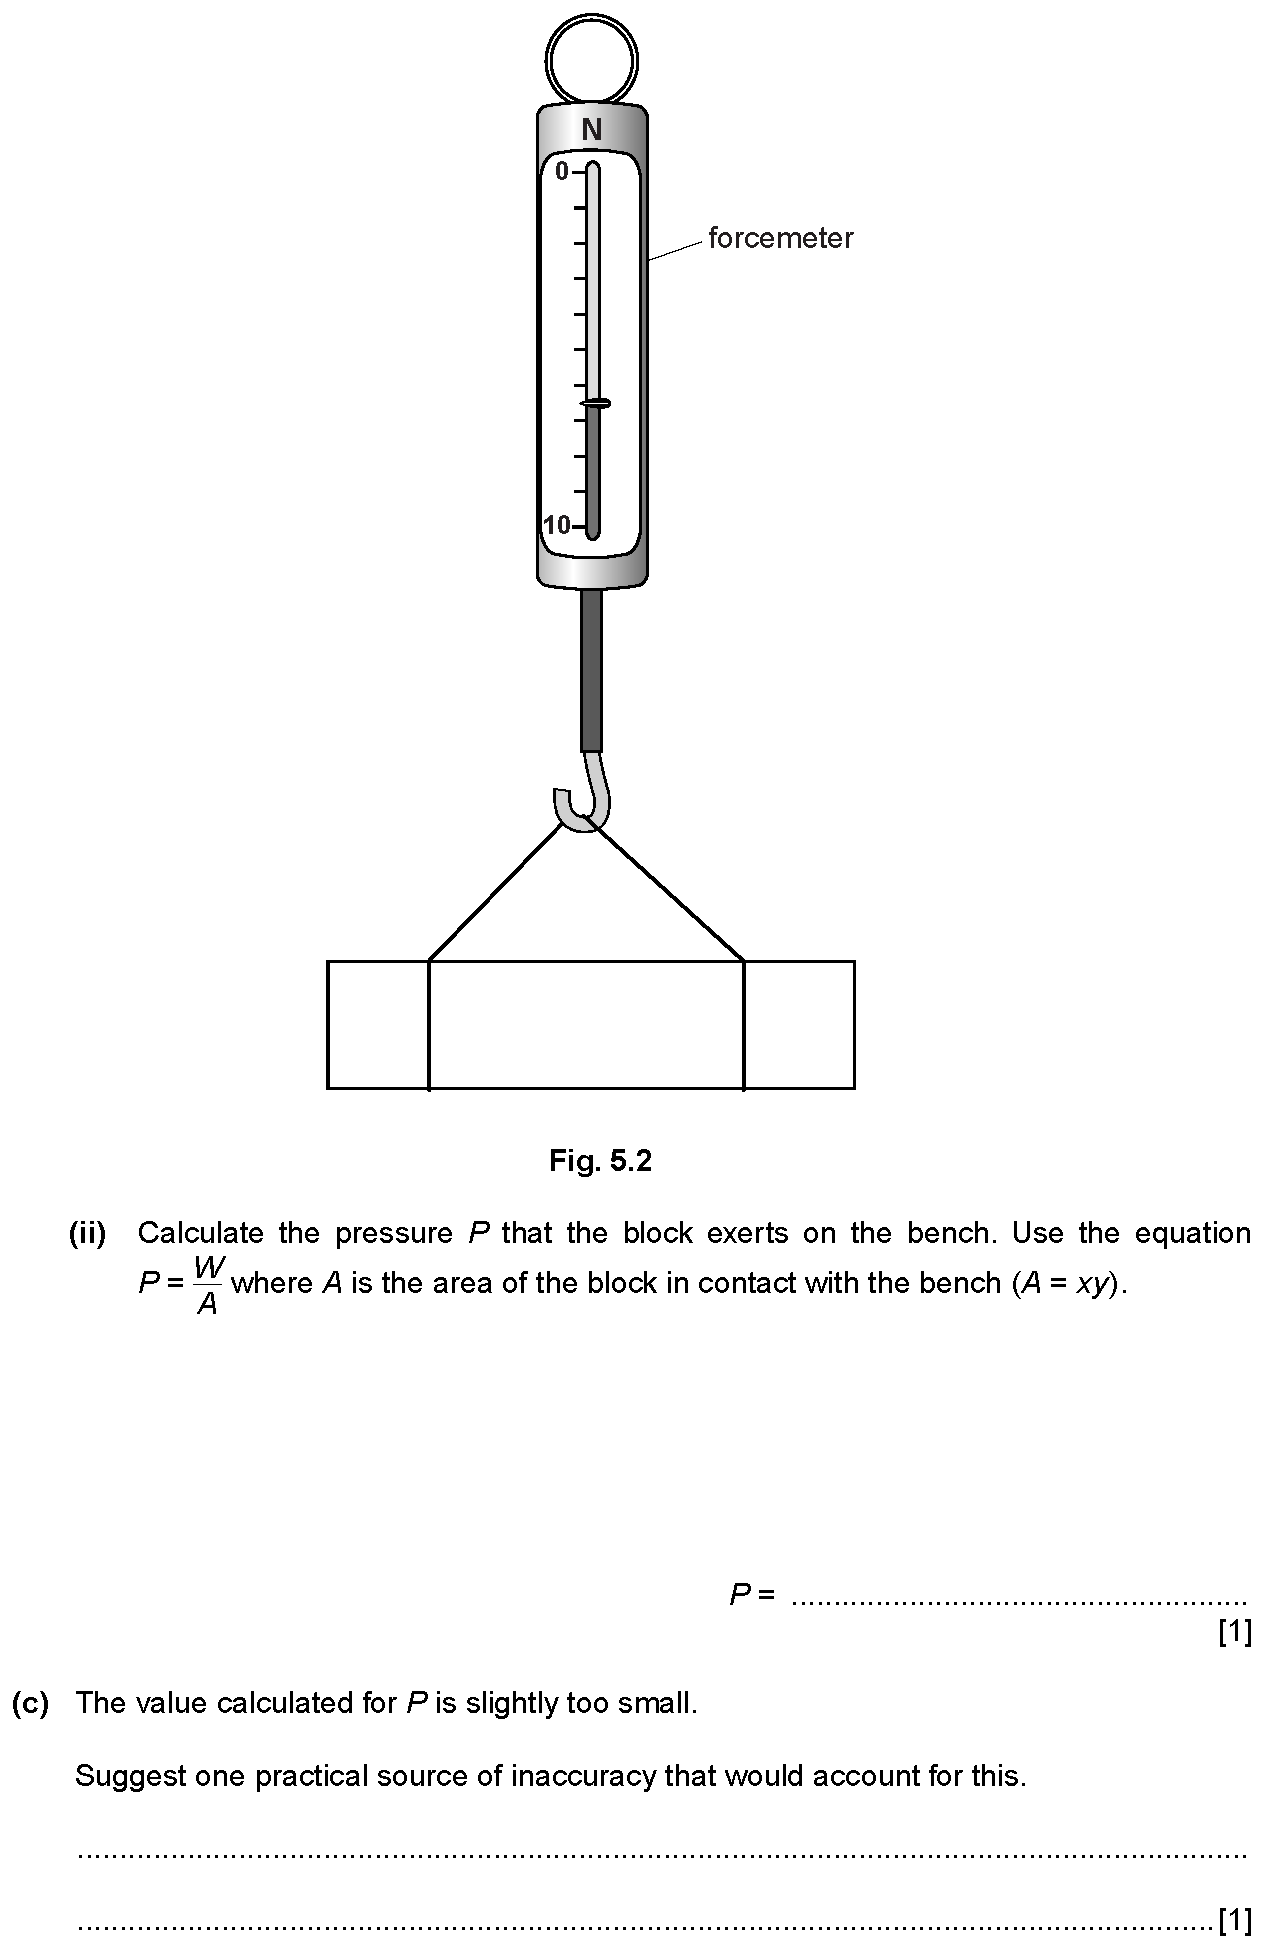 N
0
forcemeter
10
Fig. 5.2
(ii) Calculate the pressure P that the block exerts on the bench. Use the equation
P = W/A where A is the area of the block in contact with the bench (A = xy).
P = ......................................................
[1]
(c) The value calculated for P is slightly too small.
Suggest one practical source of inaccuracy that would account for this.
..........................................................................................................................................
......................................................................................................................................[1]